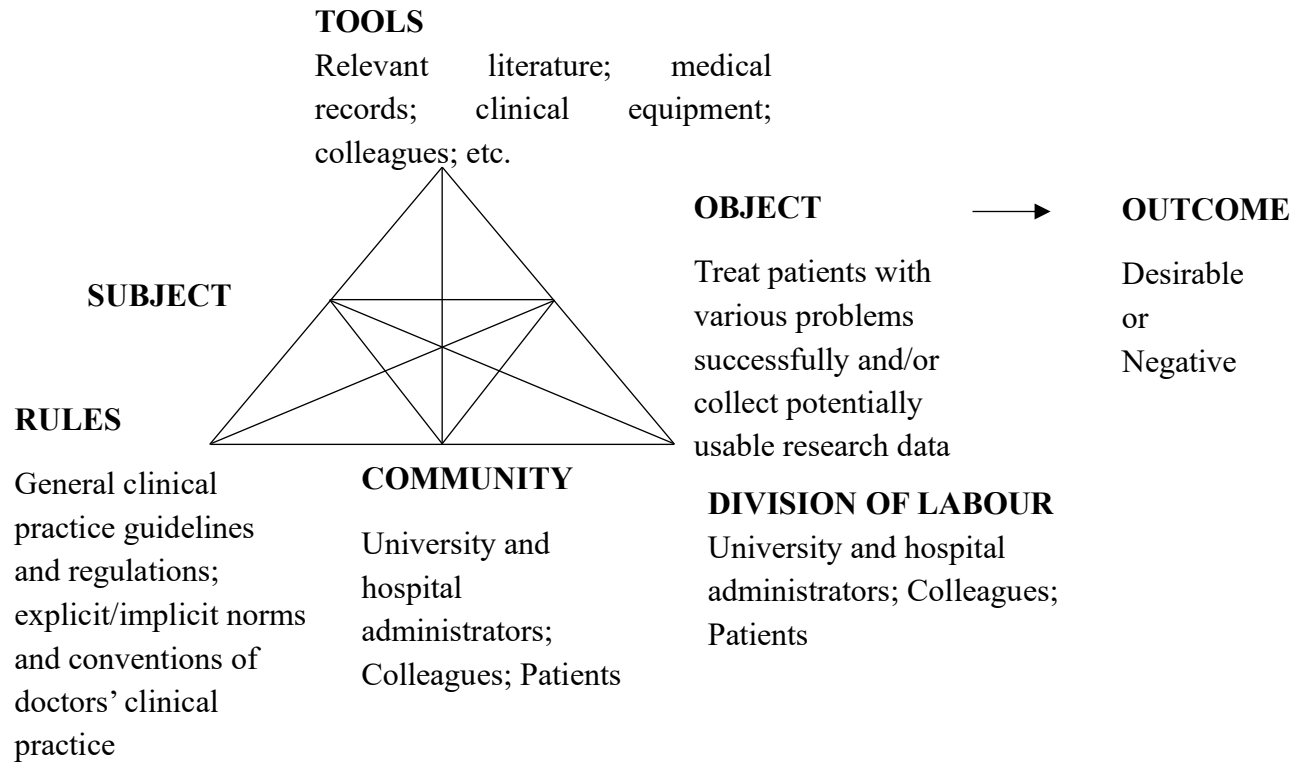 TOOLS
Relevant literature; medical
records; clinical equipment;
colleagues; etc.
SUBJECT
OBJECT
Treat patients with
various problems
successfully and/or
collect potentially
usable research data
OUTCOME
Desirable
or
Negative
RULES
General clinical
practice guidelines
and regulations;
explicit/implicit norms
and conventions of
doctors’ clinical
practice
COMMUNITY
University and
hospital
administrators;
Colleagues; Patients
DIVISION OF LABOUR
University and hospital
administrators; Colleagues;
Patients